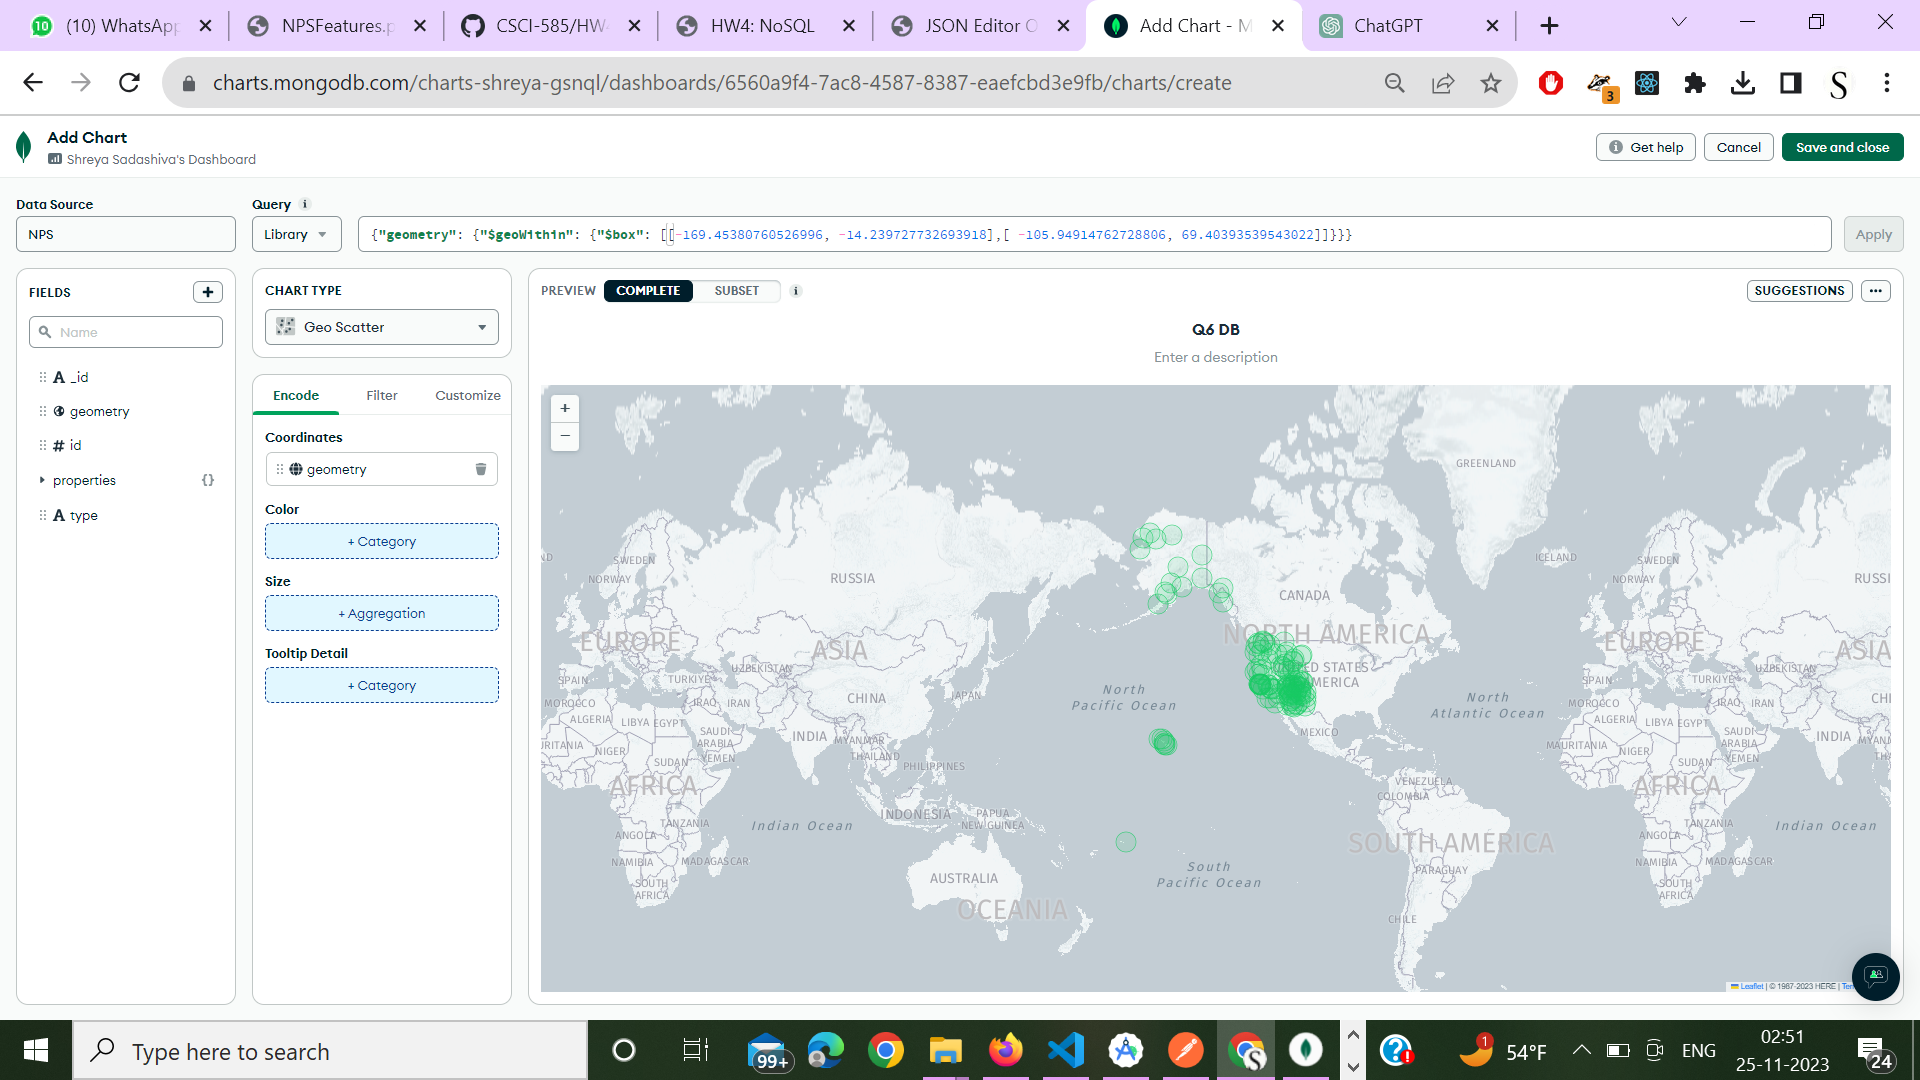 (10) WhatsApp
NPSFeatures.p
CSCI-585/HW4
HW4: NoSQL
JSON Editor O
Add Chart - M
ChatGPT
charts.mongodb.com/charts-shreya-gsnql/dashboards/6560a9f4-7ac8-4587-8387-eaefcbd3e9fb/charts/create
3
S
Add Chart
Shreya Sadashiva's Dashboard
Get help
Cancel
Save and close
Data Source
Query
NPS
Library
{"geometry": {"$geoWithin": {"$box": [[-169.45380760526996, -14.239727732693918],[ -105.94914762728806, 69.40393539543022]]}}}
Apply
FIELDS
Name
_id
geometry
# id
properties {}
type
CHART TYPE
Geo Scatter
Encode
Filter
Customize
Coordinates
geometry
Color
+ Category
Size
+ Aggregation
Tooltip Detail
+ Category
PREVIEW
COMPLETE
SUBSET
SUGGESTIONS
Q6 DB
Enter a description
+
−
GREENLAND
SWEDEN
NORWAY
RUSSIA
CANADA
ICELAND
SWEDEN
NORWAY
RUSSI
EUROPE
ASIA
NORTH AMERICA
EUROPE
ASIA
SPAIN
UZBEKISTAN
TURKIYE
CHINA
JAPAN
UNITED STATES
AMERICA
SPAIN
UZBEKISTAN
TURKIYE
CHI
North
Pacific Ocean
North
Atlantic Ocean
MOROCCO
IRAQ
IRAN
ALGERIA
LIBYA
EGYPT
MOROCCO
IRAQ
IRAN
ALGERIA
LIBYA
EGYPT
SAUDI
ARABIA
INDIA
MYANMAR
MEXICO
SAUDI
ARABIA
INDIA
MYAN
URITANIA
NIGER
YEMEN
THAILAND
MAURITANIA
NIGER
YEMEN
SUDAN
PHILIPPINES
SUDAN
AFRICA
VENEZUELA
COLOMBIA
AFRICA
INDONESIA
PAPUA
NEW GUINEA
TANZANIA
Indian Ocean
ANGOLA
TANZANIA
Indian Ocean
ANGOLA
SOUTH AMERICA
NAMIBIA
MADAGASCAR
NAMIBIA
MADAGASCAR
PARAGUAY
AUSTRALIA
South
Pacific Ocean
SOUTH
AFRICA
SOUTH
AFRICA
OCEANIA
CHILE
Leaflet | © 1987-2023 HERE | Ter
Type here to search
99+
S
1
54°F
ENG
02:51
25-11-2023
24